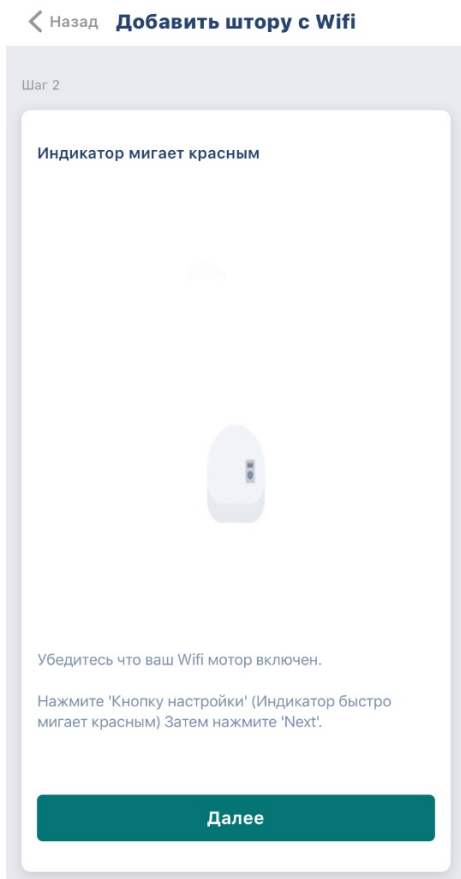 Назад Добавить штору с Wifi
Шаг 2
Индикатор мигает красным
Убедитесь что ваш Wifi мотор включен.
Нажмите 'Кнопку настройки' (Индикатор быстро
мигает красным) Затем нажмите 'Next'.
Далее